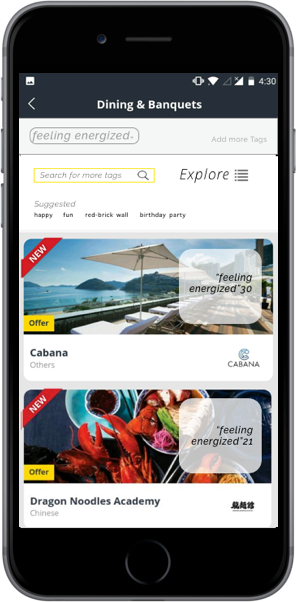 4:30
Dining & Banquets
feeling energized.
Add more Tags
Search for more tags
Explore
Suggested
happy fun red-brick wall birthday party
NEW
"feeling
energized"30
Offer
Cabana
Others
CABANA
NEW
"feeling
energized"21
Offer
Dragon Noodles Academy
Chinese